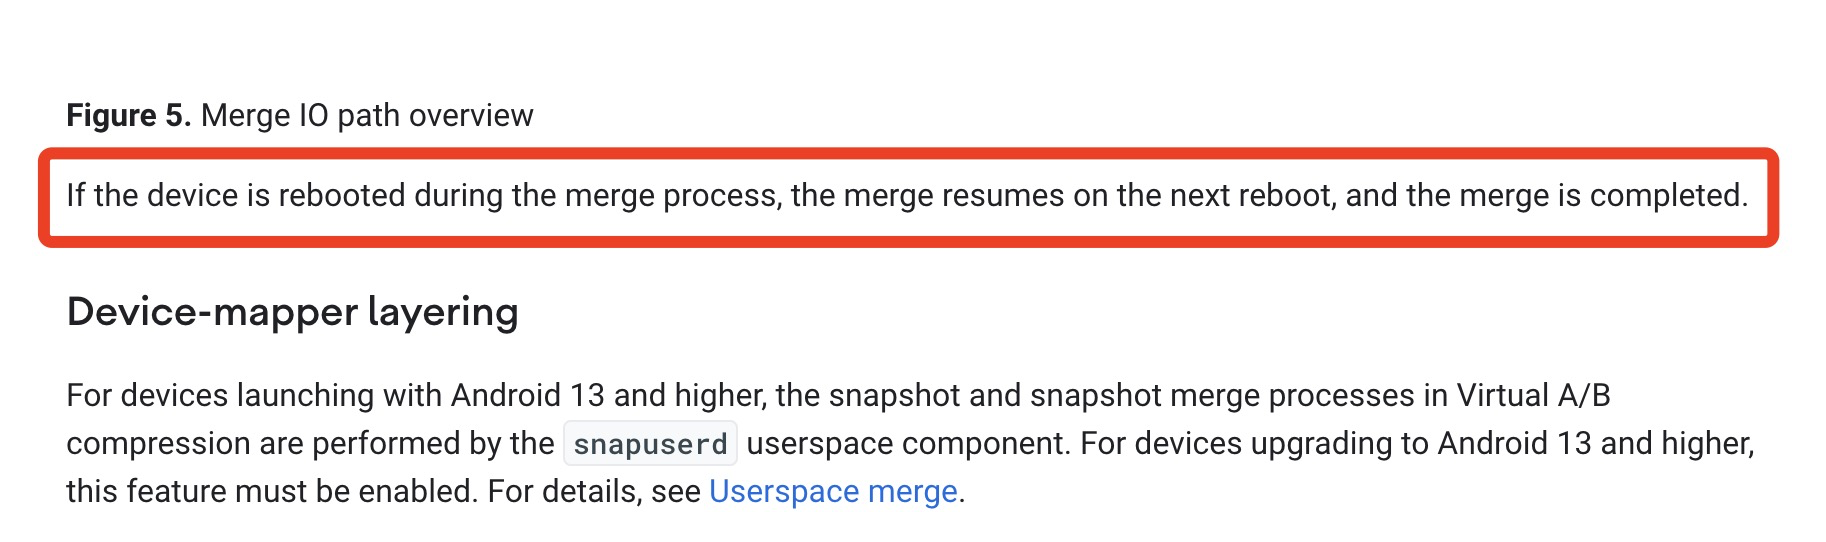 Figure 5. Merge IO path overview
If the device is rebooted during the merge process, the merge resumes on the next reboot, and the merge is completed.
Device-mapper layering
For devices launching with Android 13 and higher, the snapshot and snapshot merge processes in Virtual A/B
compression are performed by the snapuserd userspace component. For devices upgrading to Android 13 and higher,
this feature must be enabled. For details, see Userspace merge.